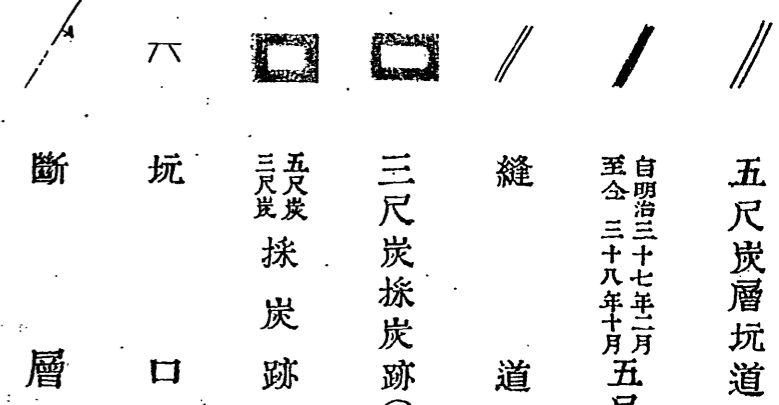 五尺炭層坑道
自明治三十七年二月
至仝 三十八年十月
五
縫道
三尺炭採炭跡
五尺炭
三尺炭
採炭跡
坑口
斷層